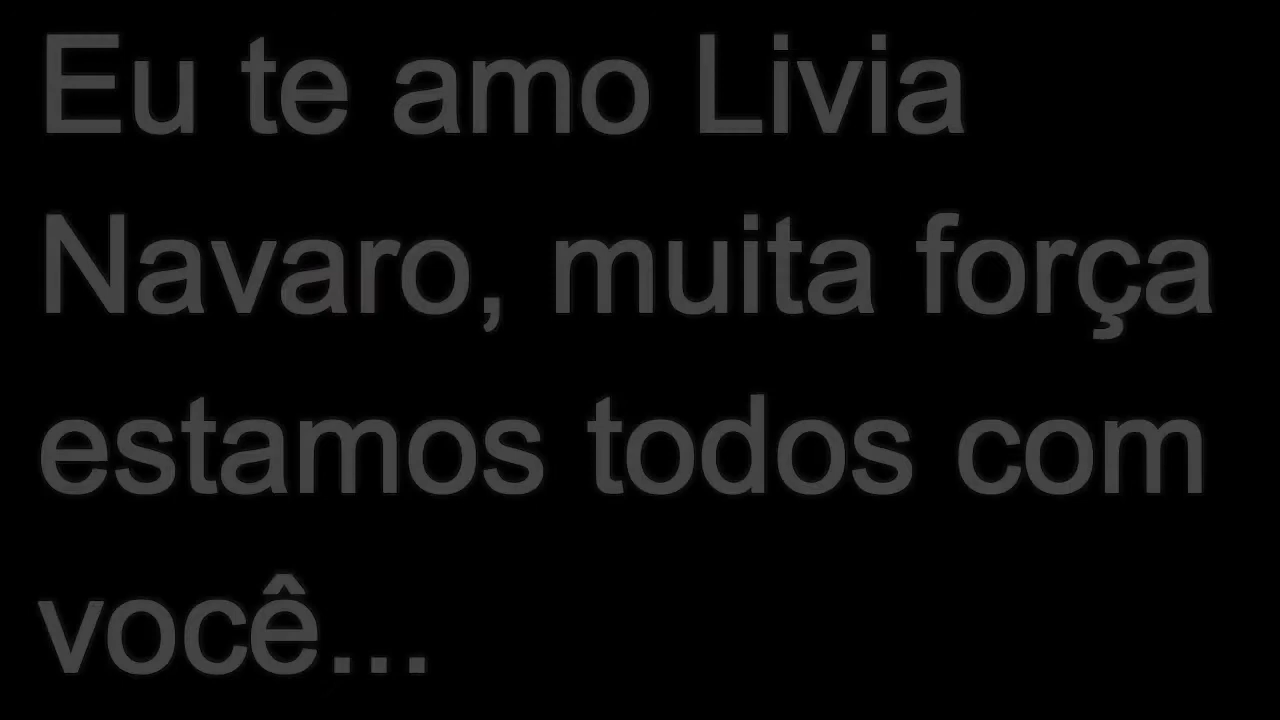 Eu te amo Livia
Navaro, muita força
estamos todos com
você...